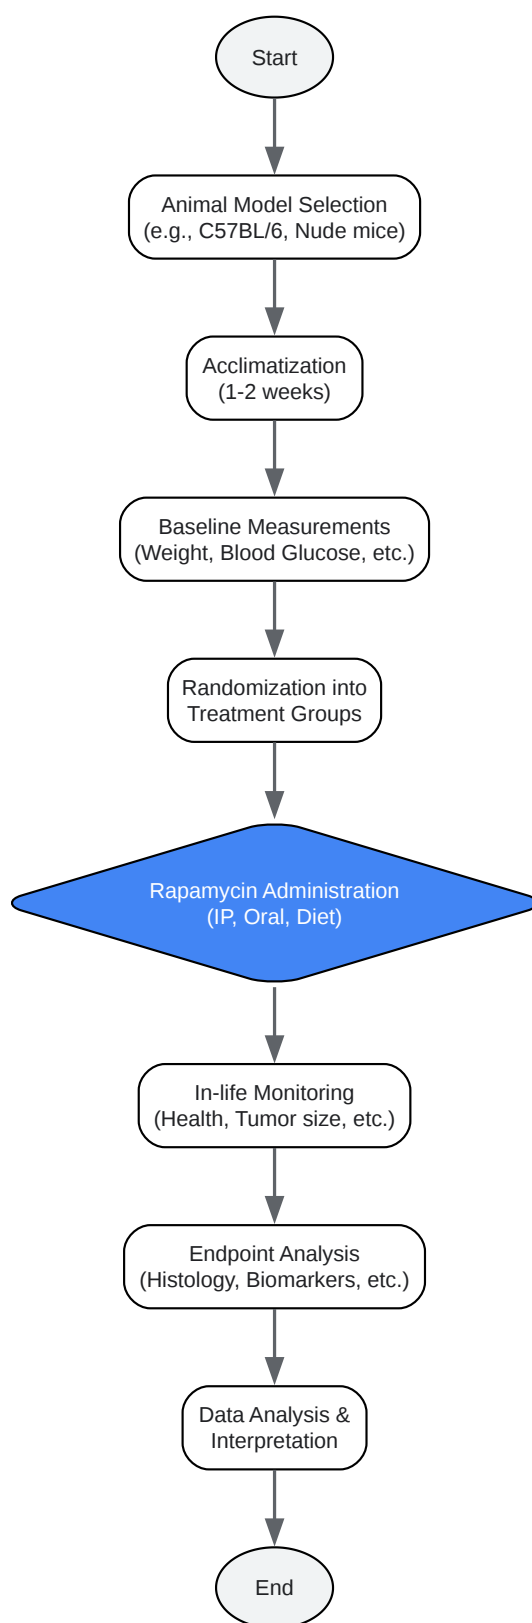 Start
Animal Model Selection
(e.g., C57BL/6, Nude mice)
Acclimatization
(1-2 weeks)
Baseline Measurements
(Weight, Blood Glucose, etc.)
Randomization into
Treatment Groups
Rapamycin Administration
(IP, Oral, Diet)
In-life Monitoring
(Health, Tumor size, etc.)
Endpoint Analysis
(Histology, Biomarkers, etc.)
Data Analysis &
Interpretation
End